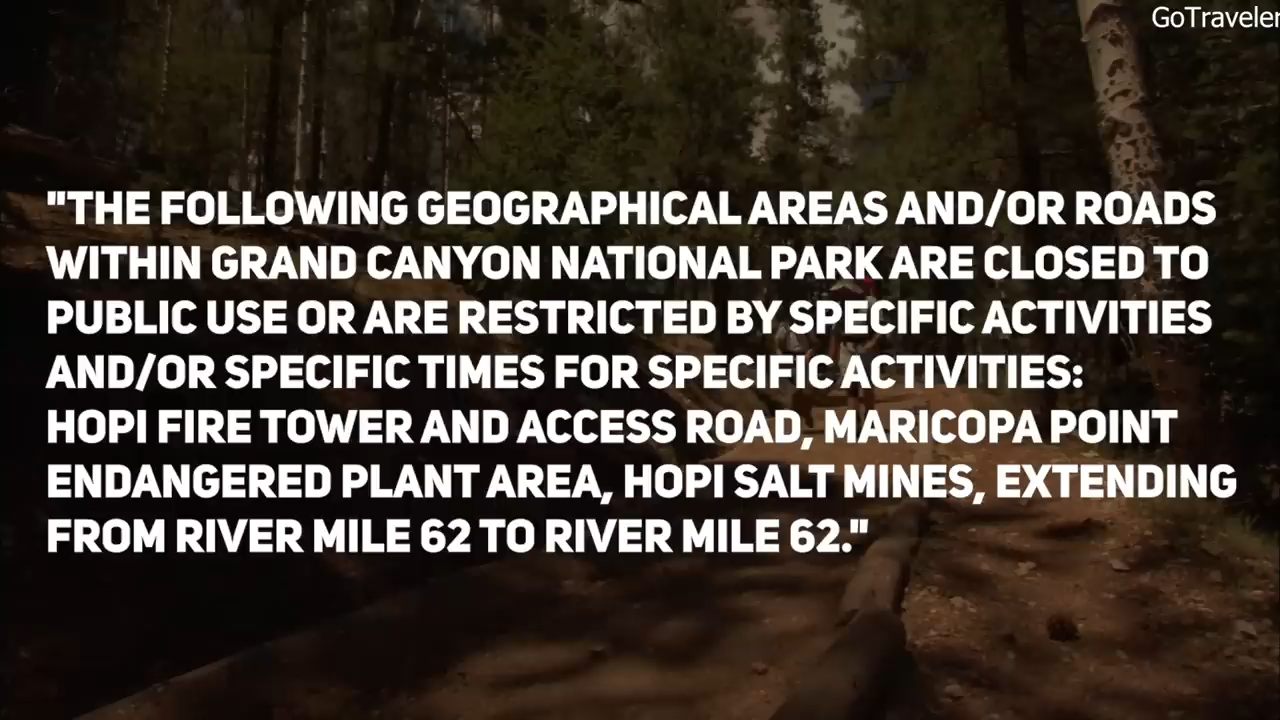 GoTraveler
"THE FOLLOWING GEOGRAPHICAL AREAS AND/OR ROADS
WITHIN GRAND CANYON NATIONAL PARK ARE CLOSED TO
PUBLIC USE OR ARE RESTRICTED BY SPECIFIC ACTIVITIES
AND/OR SPECIFIC TIMES FOR SPECIFIC ACTIVITIES:
HOPI FIRE TOWER AND ACCESS ROAD, MARICOPA POINT
ENDANGERED PLANT AREA, HOPI SALT MINES, EXTENDING
FROM RIVER MILE 62 TO RIVER MILE 62."